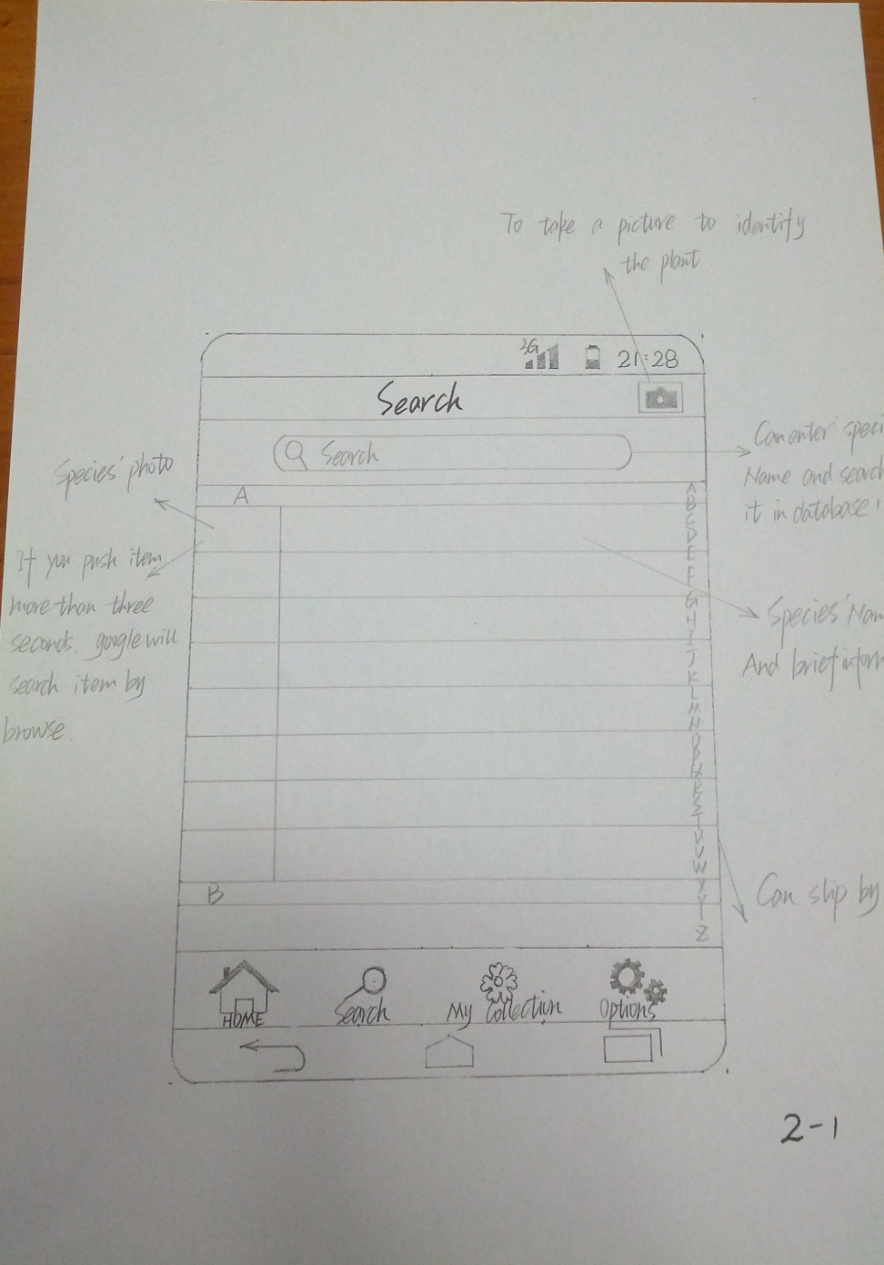 To take a picture to identify
the plant.
3G
21:28
Search
Search
Species' photo
If you push item
more than three
seconds. google will
search item by
browse.
Can enter speci
Name and search
it in database!
Species' Nam
And brief inform
Can slip by
A
B
A
B
C
D
E
F
G
H
I
J
K
L
M
N
O
P
Q
R
S
T
U
V
W
X
Y
Z
HOME
Search
My Collection
Options
2-1